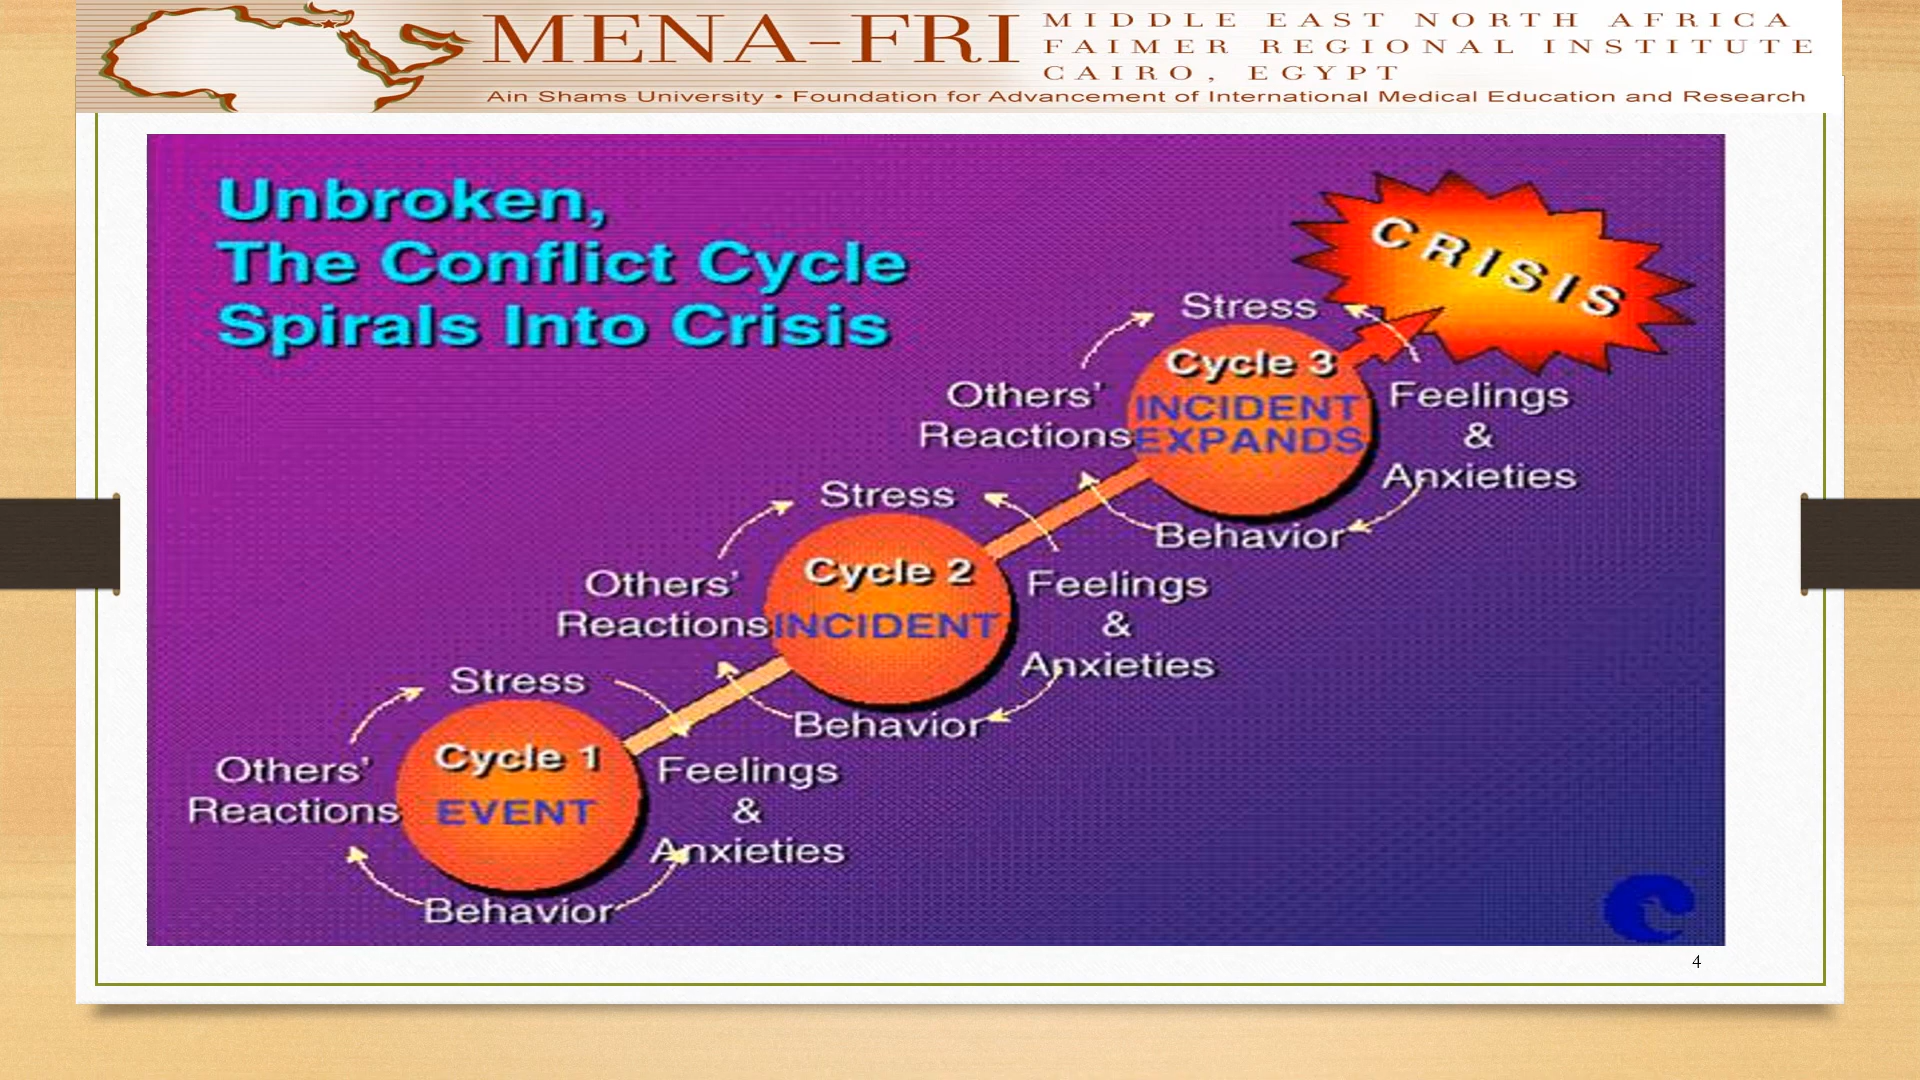 MENA-FRI
MIDDLE EAST NORTH AFRICA
FAIMER REGIONAL INSTITUTE
CAIRO, EGYPT
Ain Shams University • Foundation for Advancement of International Medical Education and Research
Unbroken,
The Conflict Cycle
Spirals Into Crisis
CRISIS
Stress
Cycle 3
INCIDENT
EXPANDS
Others'
Reactions
Feelings
&
Anxieties
Behavior
Stress
Cycle 2
INCIDENT
Others'
Reactions
Feelings
&
Anxieties
Behavior
Stress
Cycle 1
EVENT
Others'
Reactions
Feelings
&
Anxieties
Behavior
4